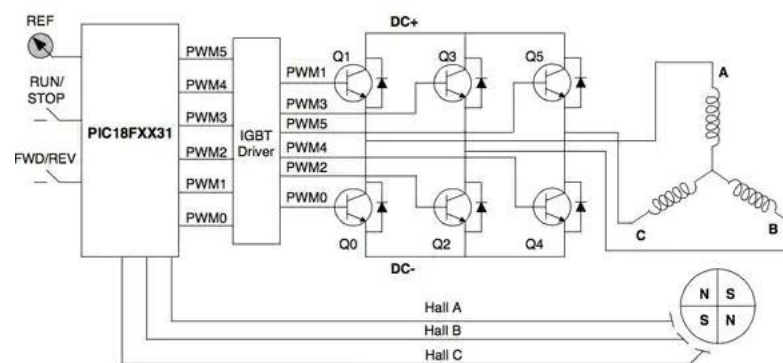 REF
RUN/
STOP
FWD/REV
PIC18FXX31
PWM5
PWM4
PWM3
PWM2
PWM1
PWM0
IGBT
Driver
PWM1
PWM3
PWM5
PWM4
PWM2
PWM0
DC+
Q1
Q3
Q5
Q0
Q2
Q4
DC-
A
C
B
Hall A
Hall B
Hall C
N S
S N